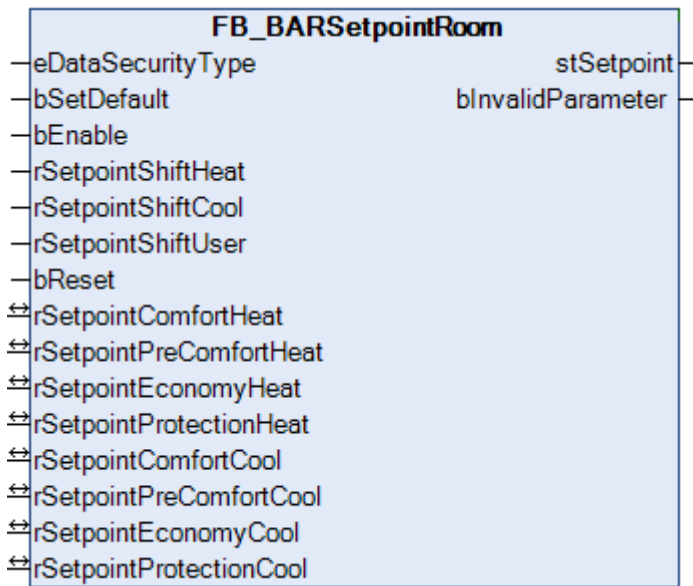 FB_BARSetpointRoom
eDataSecurityType stSetpoint
bSetDefault bInvalidParameter
bEnable
rSetpointShiftHeat
rSetpointShiftCool
rSetpointShiftUser
bReset
rSetpointComfortHeat
rSetpointPreComfortHeat
rSetpointEconomyHeat
rSetpointProtectionHeat
rSetpointComfortCool
rSetpointPreComfortCool
rSetpointEconomyCool
rSetpointProtectionCool